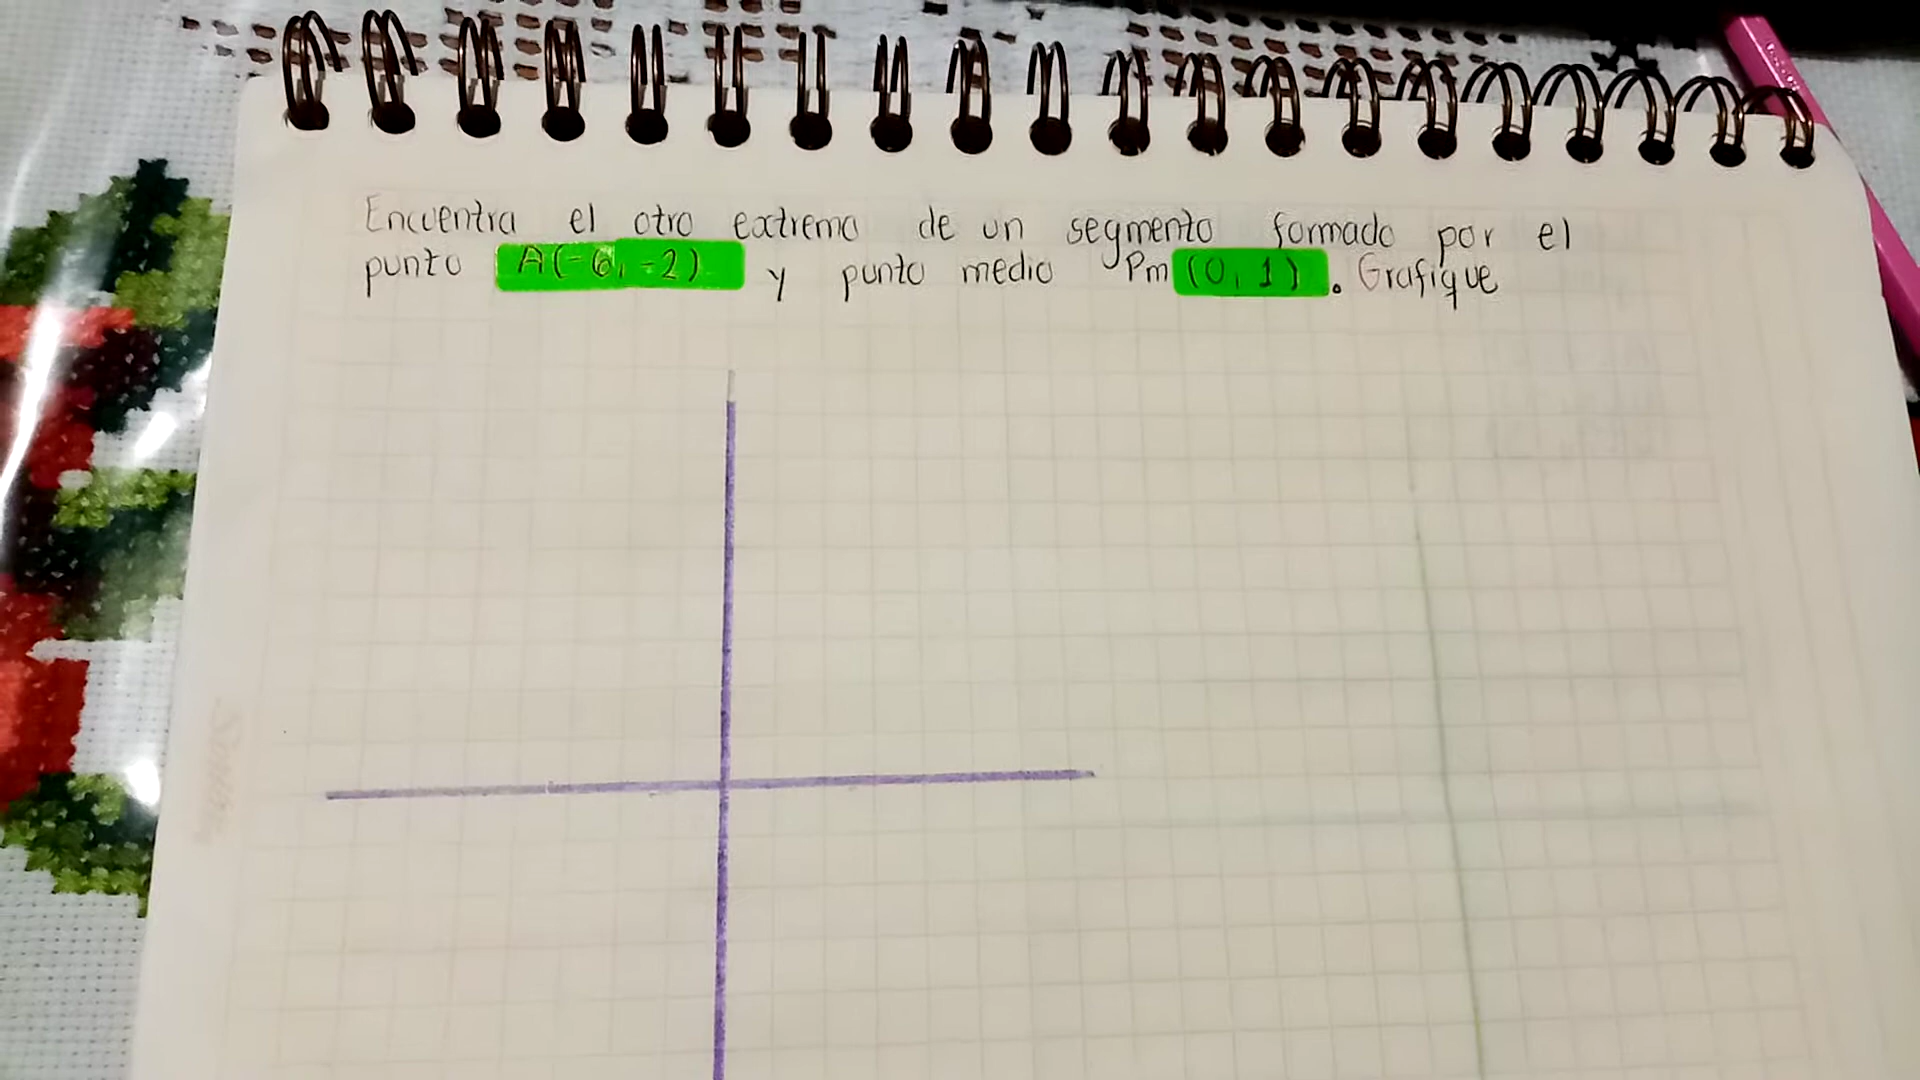 Encuentra el otro extremo de un segmento formado por el
punto A(-6, -2) y punto medio Pm (0, 1). Grafique